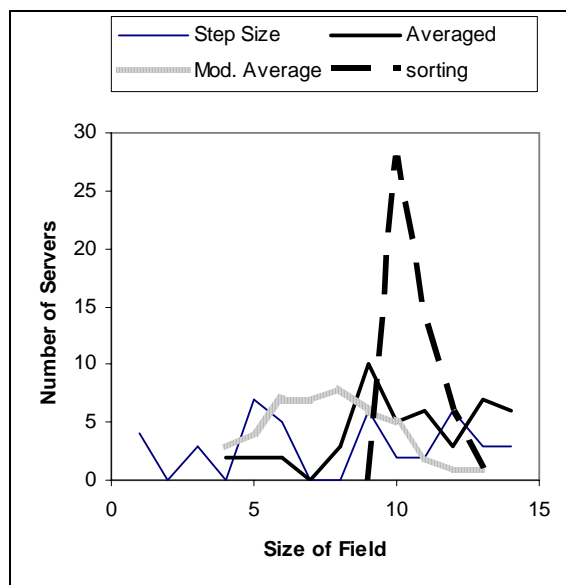 Step Size Averaged
Mod. Average sorting
30
25
20
15
10
5
0
0 5 10 15
Number of Servers
Size of Field